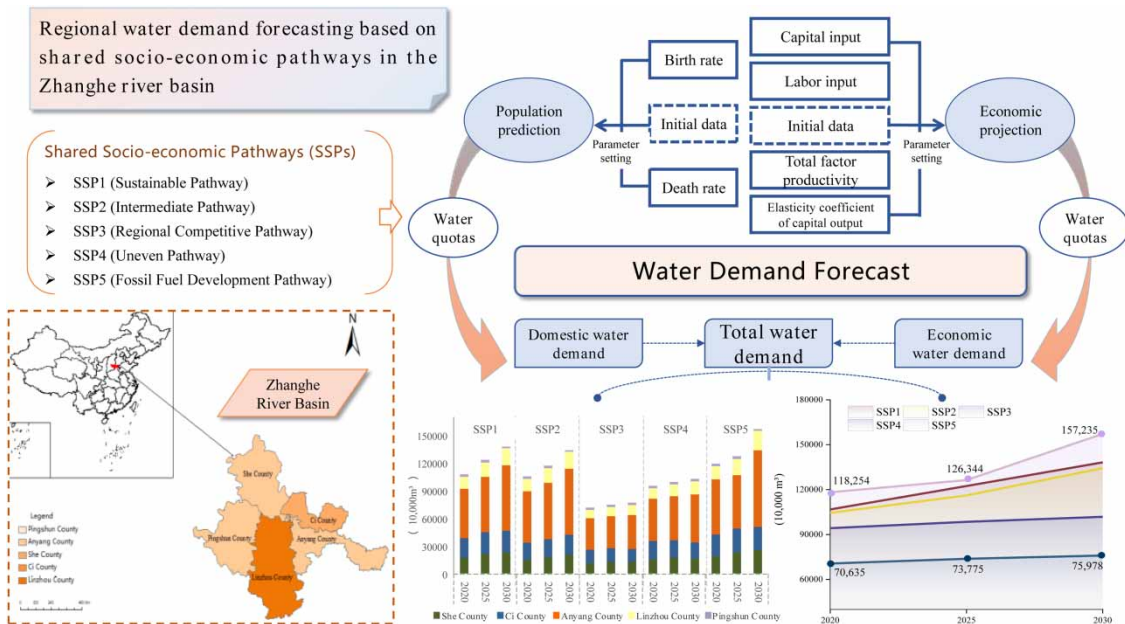 Regional water demand forecasting based on
shared socio-economic pathways in the
Zhanghe river basin
Shared Socio-economic Pathways (SSPs)
SSP1 (Sustainable Pathway)
SSP2 (Intermediate Pathway)
SSP3 (Regional Competitive Pathway)
SSP4 (Uneven Pathway)
SSP5 (Fossil Fuel Development Pathway)
Population
prediction
Parameter
setting
Birth rate
Initial data
Death rate
Capital input
Labor input
Initial data
Total factor
productivity
Elasticity coefficient
of capital output
Parameter
setting
Economic
projection
Water
quotas
Water
quotas
Water Demand Forecast
Domestic water
demand
Total water
demand
Economic
water demand
N
Zhanghe
River Basin
She County
Ci County
Pingshun County
Anyang County
Linzhou County
Legend
Pingshun County
Anyang County
She County
Ci County
Linzhou County
(10,000m³)
150000
120000
90000
60000
30000
0
SSP1 SSP2 SSP3 SSP4 SSP5
2020 2025 2030 2020 2025 2030 2020 2025 2030 2020 2025 2030 2020 2025 2030
She County Ci County Anyang County Linzhou County Pingshun County
(10,000 m³)
180000
150000
120000
90000
60000
SSP1 SSP2 SSP3
SSP4 SSP5
118,254
126,344
157,235
70,635
73,775
75,978
2020 2025 2030